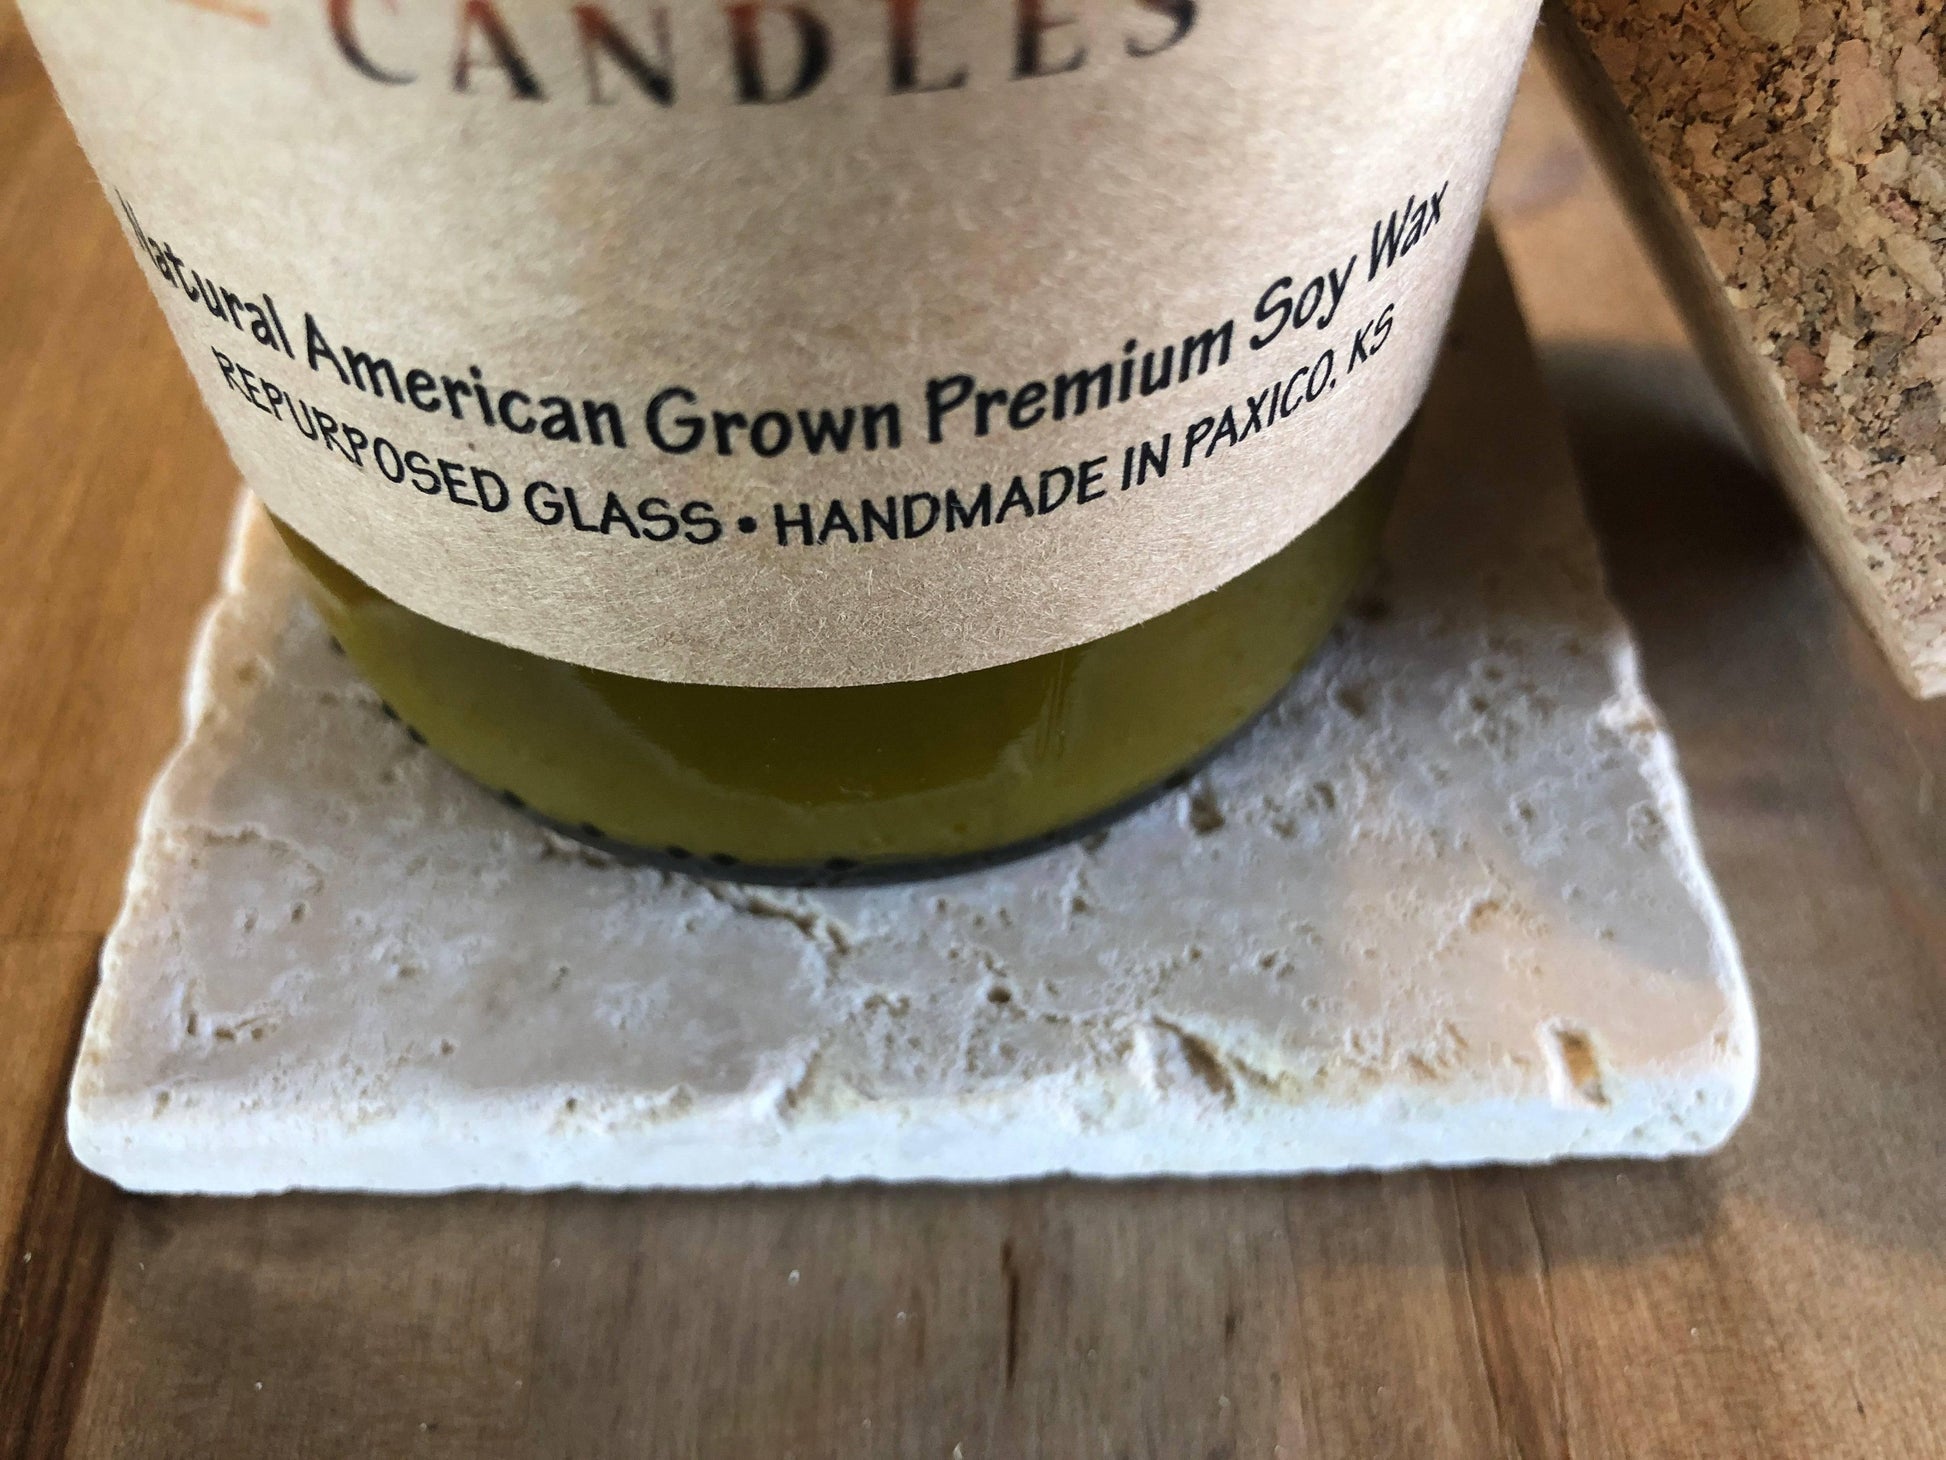 CANDLES
Natural American Grown Premium Soy Wax
REPURPOSED GLASS • HANDMADE IN PAXICO, KS